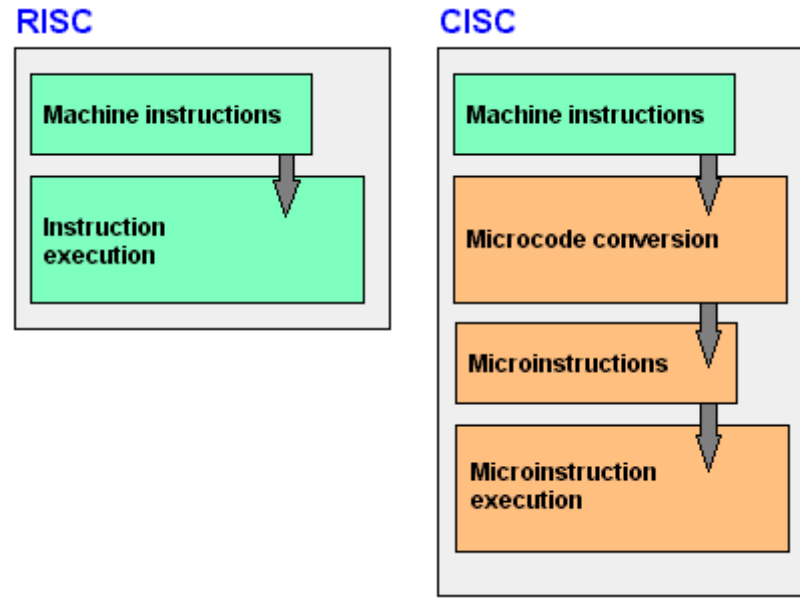 RISC
Machine instructions
Instruction
execution
CISC
Machine instructions
Microcode conversion
Microinstructions
Microinstruction
execution